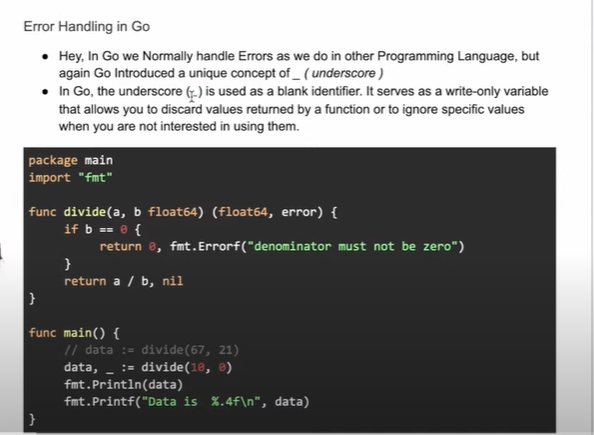 Error Handling in Go
• Hey, In Go we Normally handle Errors as we do in other Programming Language, but
again Go Introduced a unique concept of _ ( underscore )
• In Go, the underscore (_) is used as a blank identifier. It serves as a write-only variable
that allows you to discard values returned by a function or to ignore specific values
when you are not interested in using them.
package main
import "fmt"
func divide(a, b float64) (float64, error) {
if b == 0 {
return 0, fmt.Errorf("denominator must not be zero")
}
return a / b, nil
}
func main() {
// data := divide(67, 21)
data, _ := divide(10, 0)
fmt.Println(data)
fmt.Printf("Data is  %.4f\n", data)
}